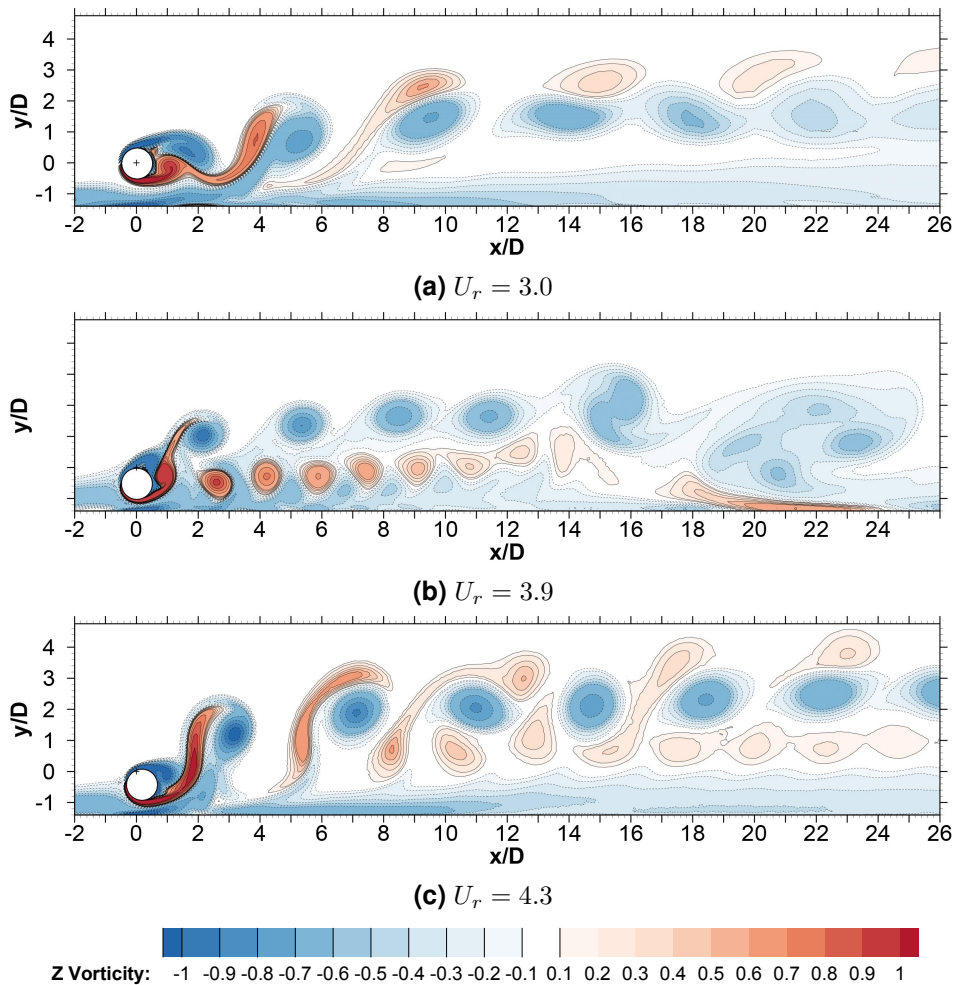 y/D
4
3
2
1
0
-1
-2 0 2 4 6 8 10 12 14 16 18 20 22 24 26
x/D
(a) U_r = 3.0
y/D
-2 0 2 4 6 8 10 12 14 16 18 20 22 24 26
x/D
(b) U_r = 3.9
y/D
4
3
2
1
0
-1
-2 0 2 4 6 8 10 12 14 16 18 20 22 24 26
x/D
(c) U_r = 4.3
Z Vorticity: -1 -0.9 -0.8 -0.7 -0.6 -0.5 -0.4 -0.3 -0.2 -0.1 0.1 0.2 0.3 0.4 0.5 0.6 0.7 0.8 0.9 1